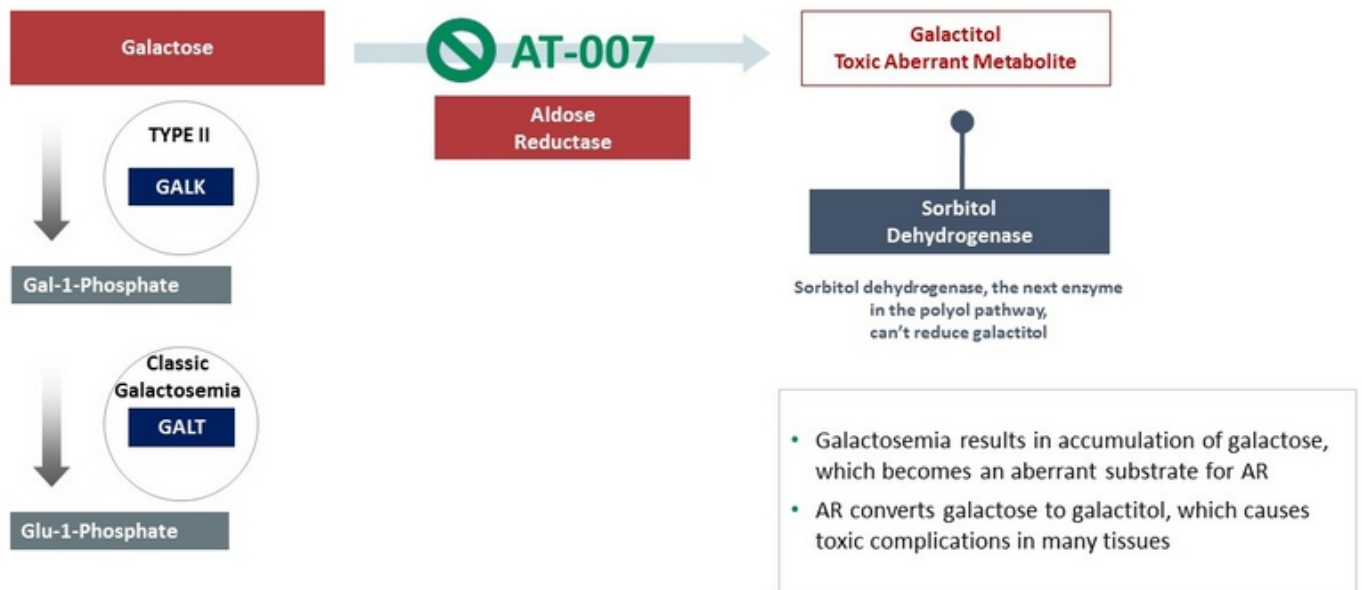 Galactose
AT-007
Galactitol
Toxic Aberrant Metabolite
Aldose
Reductase
TYPE II
GALK
Sorbitol
Dehydrogenase
Gal-1-Phosphate
Sorbitol dehydrogenase, the next enzyme
in the polyol pathway,
can't reduce galactitol
Classic
Galactosemia
GALT
Glu-1-Phosphate
• Galactosemia results in accumulation of galactose,
which becomes an aberrant substrate for AR
• AR converts galactose to galactitol, which causes
toxic complications in many tissues